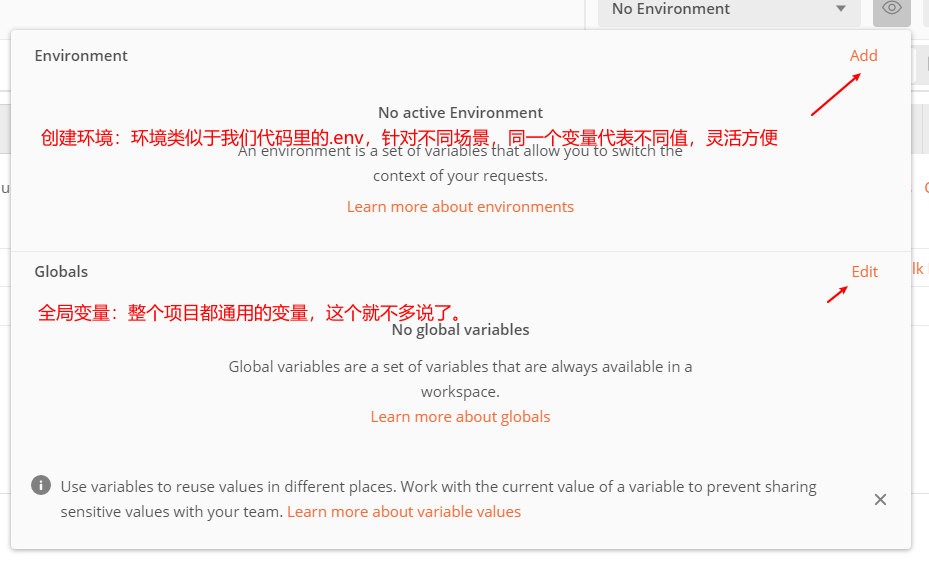 No Environment
Environment
Add
No active Environment
创建环境：环境类似于我们代码里的.env，针对不同场景，同一个变量代表不同值，灵活方便
An environment is a set of variables that allow you to switch the
context of your requests.
Learn more about environments
Globals
Edit
全局变量：整个项目都通用的变量，这个就不多说了。
No global variables
Global variables are a set of variables that are always available in a
workspace.
Learn more about globals
Use variables to reuse values in different places. Work with the current value of a variable to prevent sharing
sensitive values with your team. Learn more about variable values